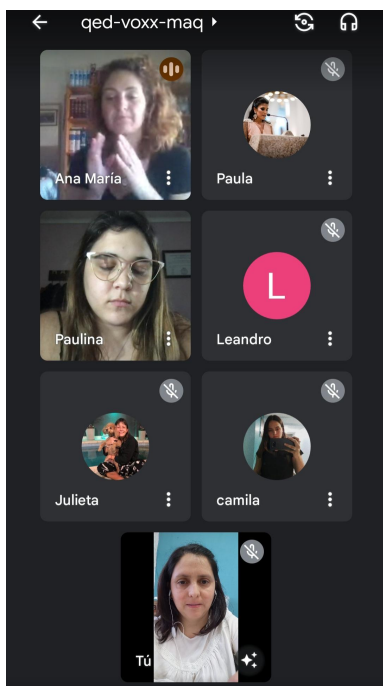 qed-voxx-maq
Ana María
Paula
Paulina
L
Leandro
Julieta
camila
Tú